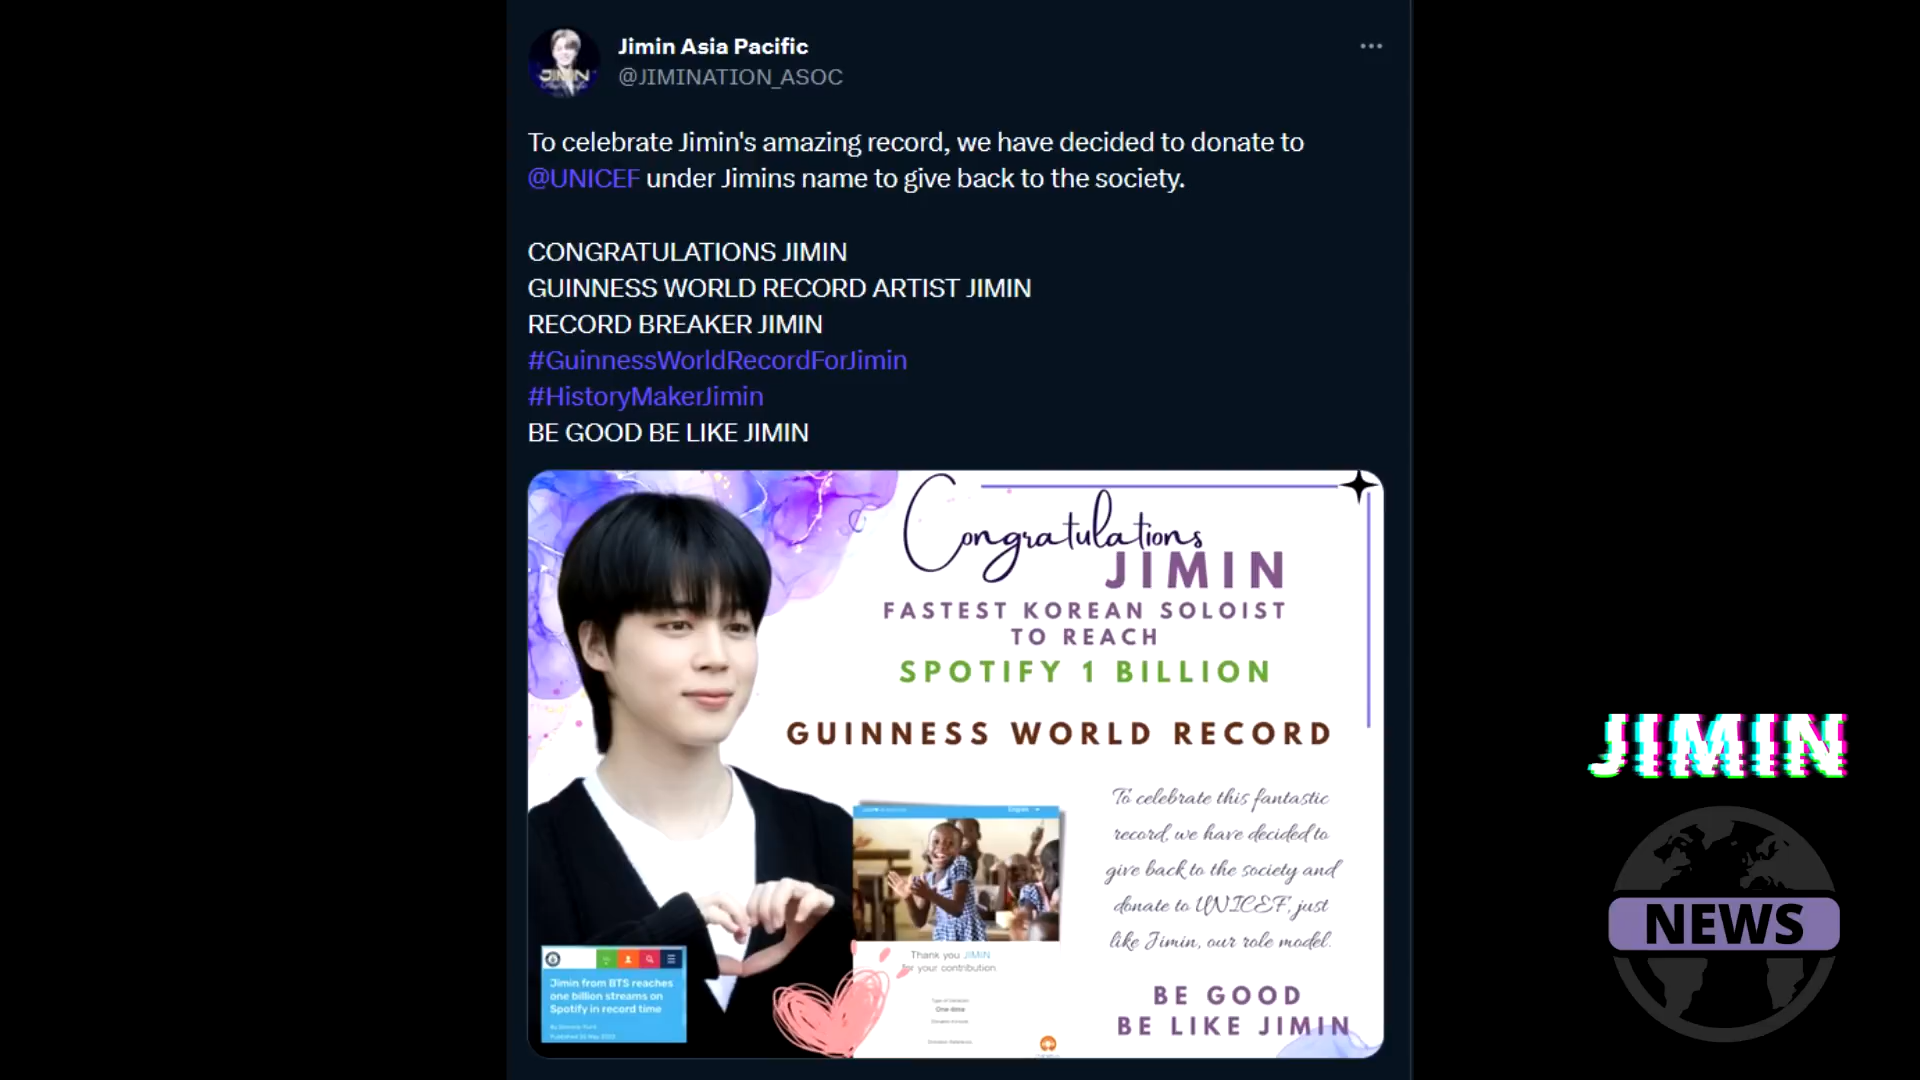 Jimin Asia Pacific
@JIMINATION_ASOC
To celebrate Jimin's amazing record, we have decided to donate to
@UNICEF under Jimins name to give back to the society.
CONGRATULATIONS JIMIN
GUINNESS WORLD RECORD ARTIST JIMIN
RECORD BREAKER JIMIN
#GuinnessWorldRecordForJimin
#HistoryMakerJimin
BE GOOD BE LIKE JIMIN
Congratulations
JIMIN
FASTEST KOREAN SOLOIST
TO REACH
SPOTIFY 1 BILLION
GUINNESS WORLD RECORD
To celebrate this fantastic
record, we have decided to
give back to the society and
donate to UNICEF, just
like Jimin, our role model.
BE GOOD
BE LIKE JIMIN
English
Thank you JIMIN
for your contribution
One-time
Jimin from BTS reaches
one billion streams on
Spotify in record time
JIMIN
JIMIN
NEWS